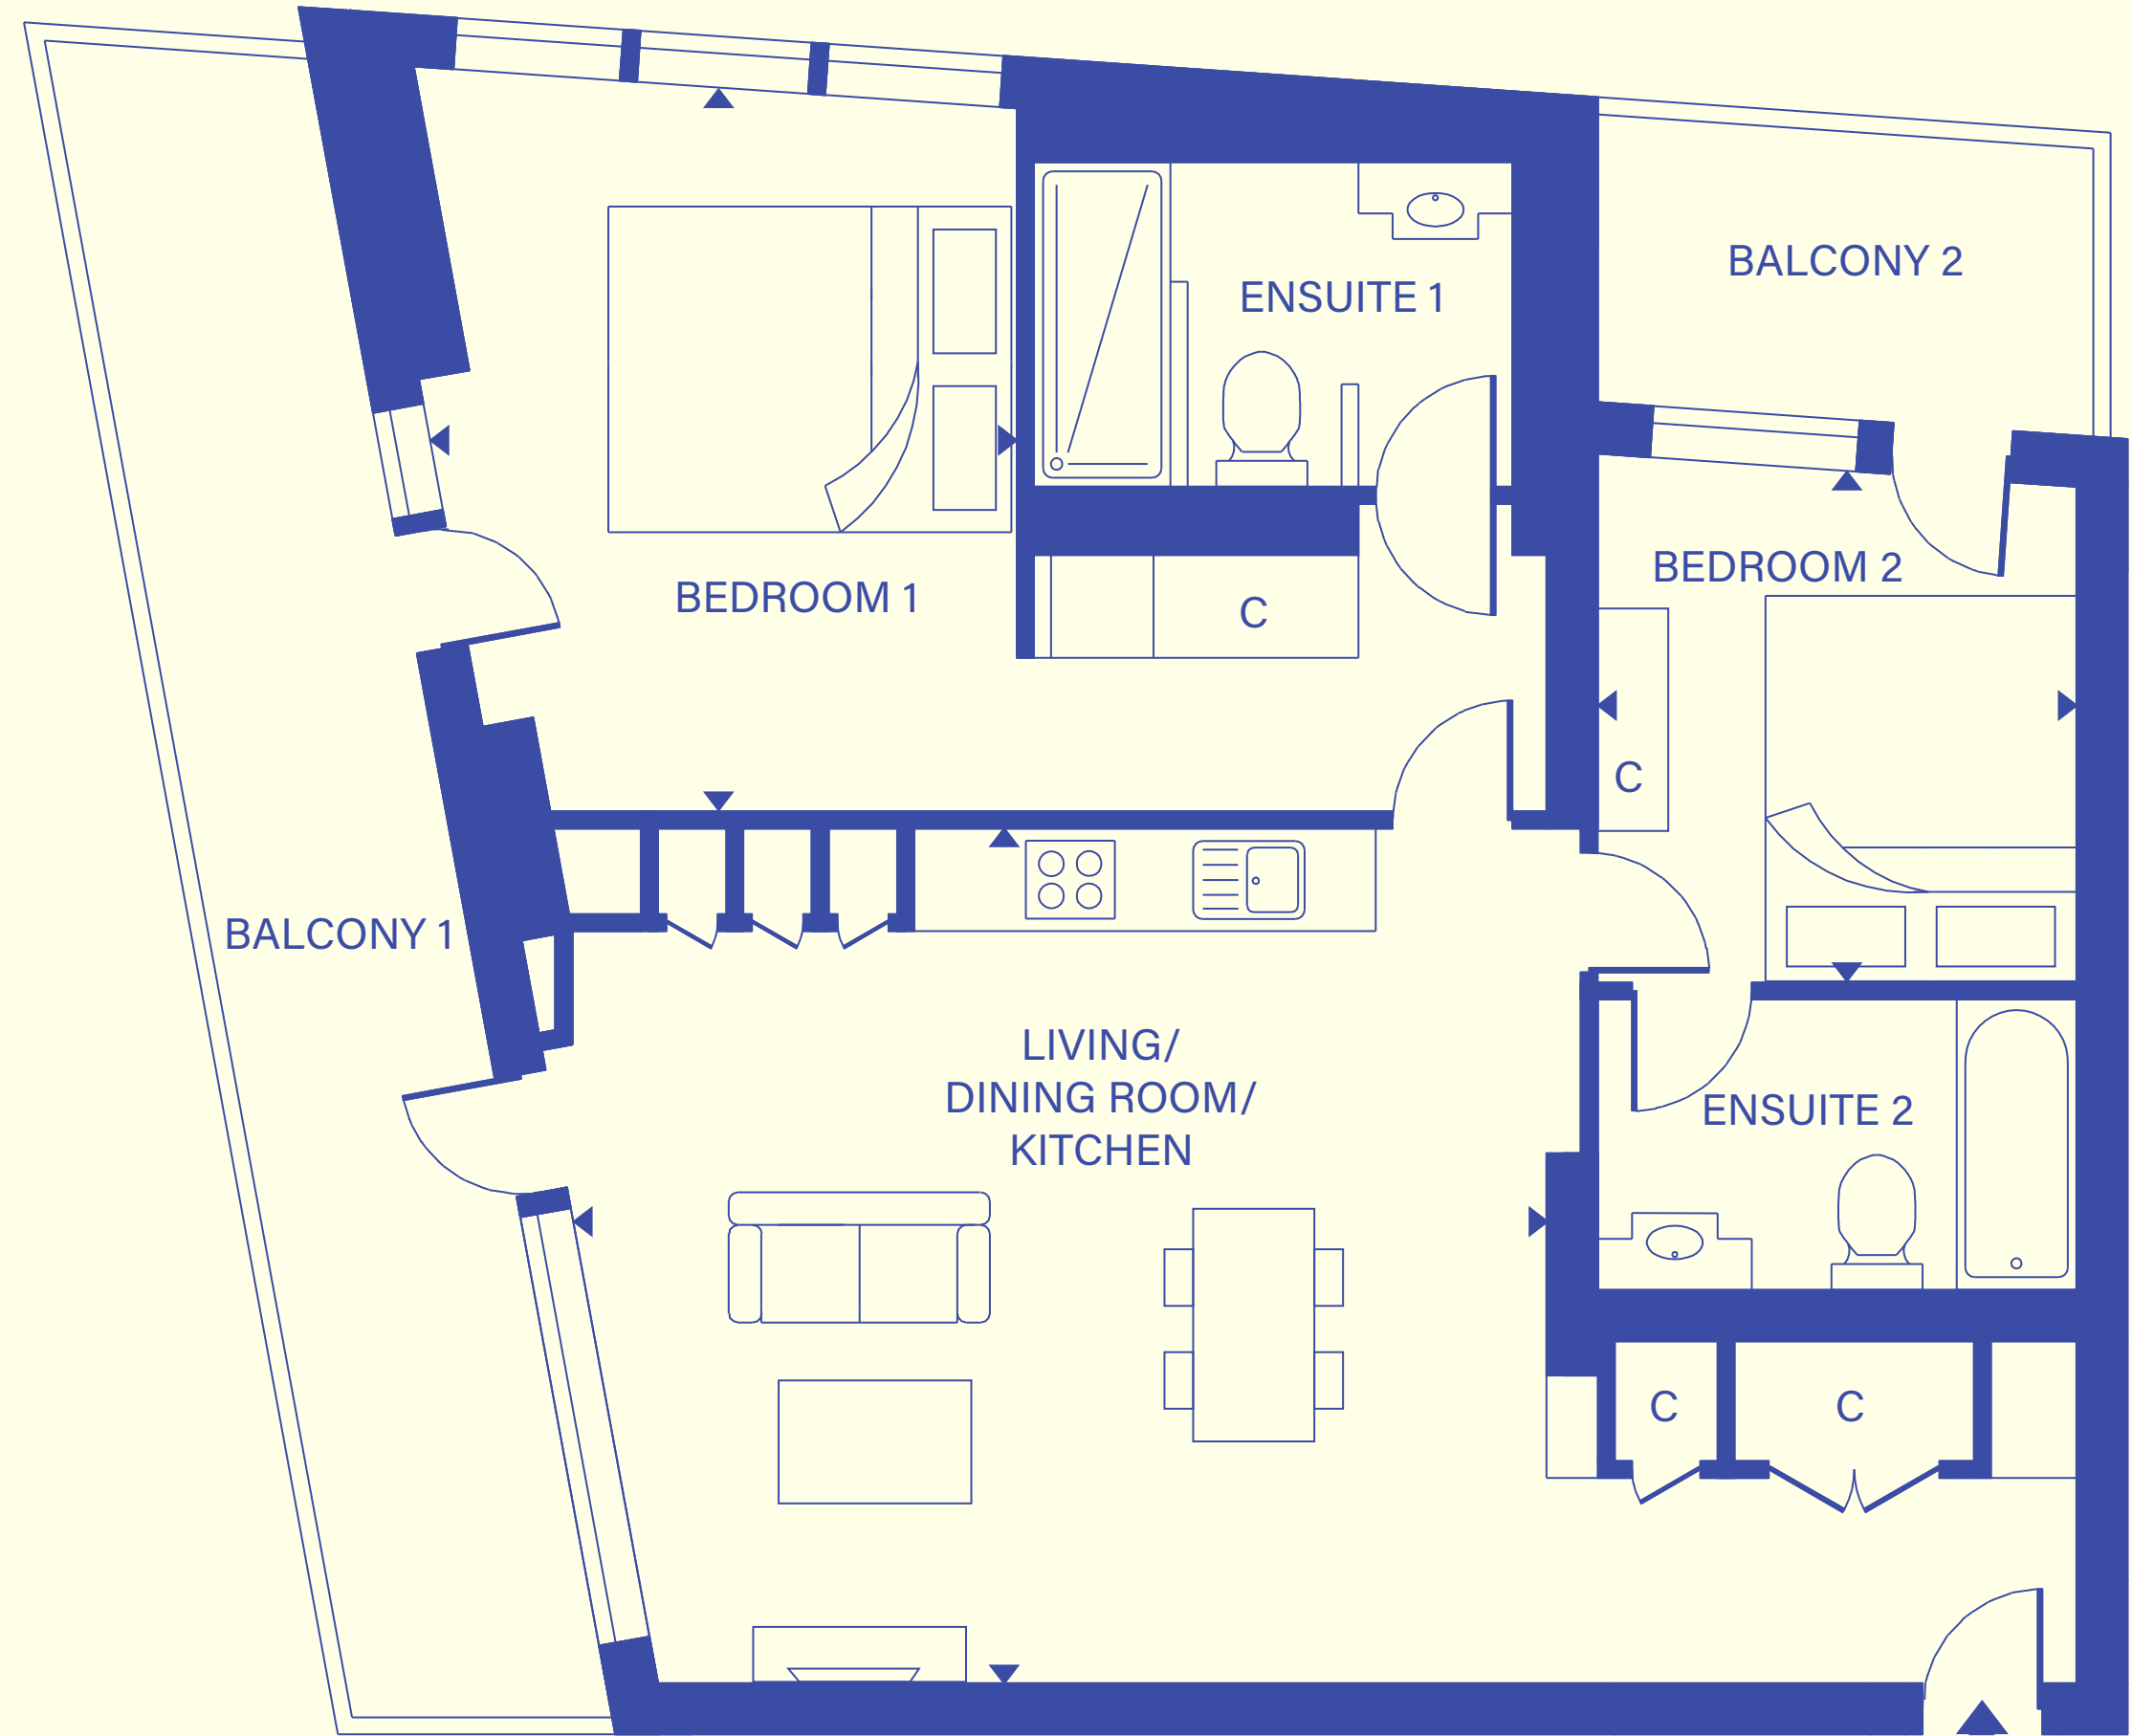 BALCONY 2
ENSUITE 1
BEDROOM 2
BEDROOM 1
C
C
BALCONY 1
LIVING/
DINING ROOM/
KITCHEN
ENSUITE 2
C
C